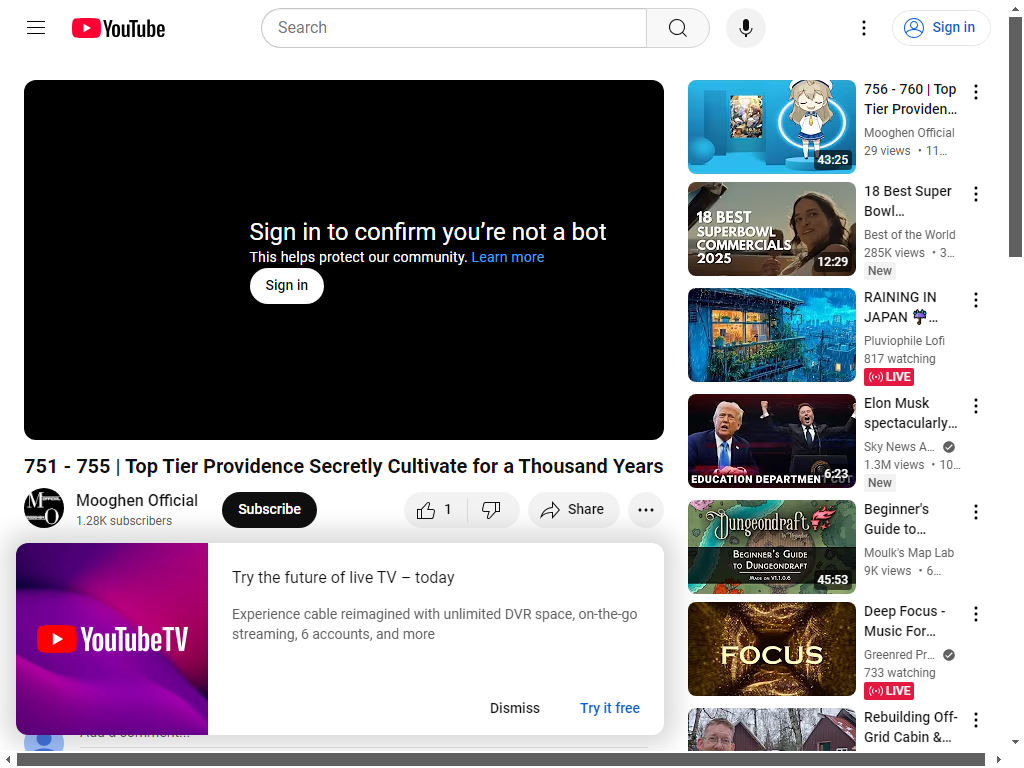 YouTube
Search
Sign in
Sign in to confirm you’re not a bot
This helps protect our community. Learn more
Sign in
751 - 755 | Top Tier Providence Secretly Cultivate for a Thousand Years
Mooghen Official
1.28K subscribers
Subscribe
1
Share
YouTubeTV
Try the future of live TV – today
Experience cable reimagined with unlimited DVR space, on-the-go
streaming, 6 accounts, and more
Dismiss
Try it free
43:25
756 - 760 | Top
Tier Providen…
Mooghen Official
29 views • 11…
18 BEST
SUPERBOWL
COMMERCIALS
2025
12:29
18 Best Super
Bowl…
Best of the World
285K views • 3…
New
RAINING IN
JAPAN ☔…
Pluviophile Lofi
817 watching
LIVE
EDUCATION DEPARTMENT CUT
6:23
Elon Musk
spectacularly…
Sky News A…
1.3M views • 10…
New
Dungeondraft
BEGINNER'S GUIDE
TO DUNGEONDRAFT
MADE ON V1.1.0.6
45:53
Beginner's
Guide to…
Moulk's Map Lab
9K views • 6…
FOCUS
Deep Focus -
Music For…
Greenred Pr…
733 watching
LIVE
Rebuilding Off-
Grid Cabin &…